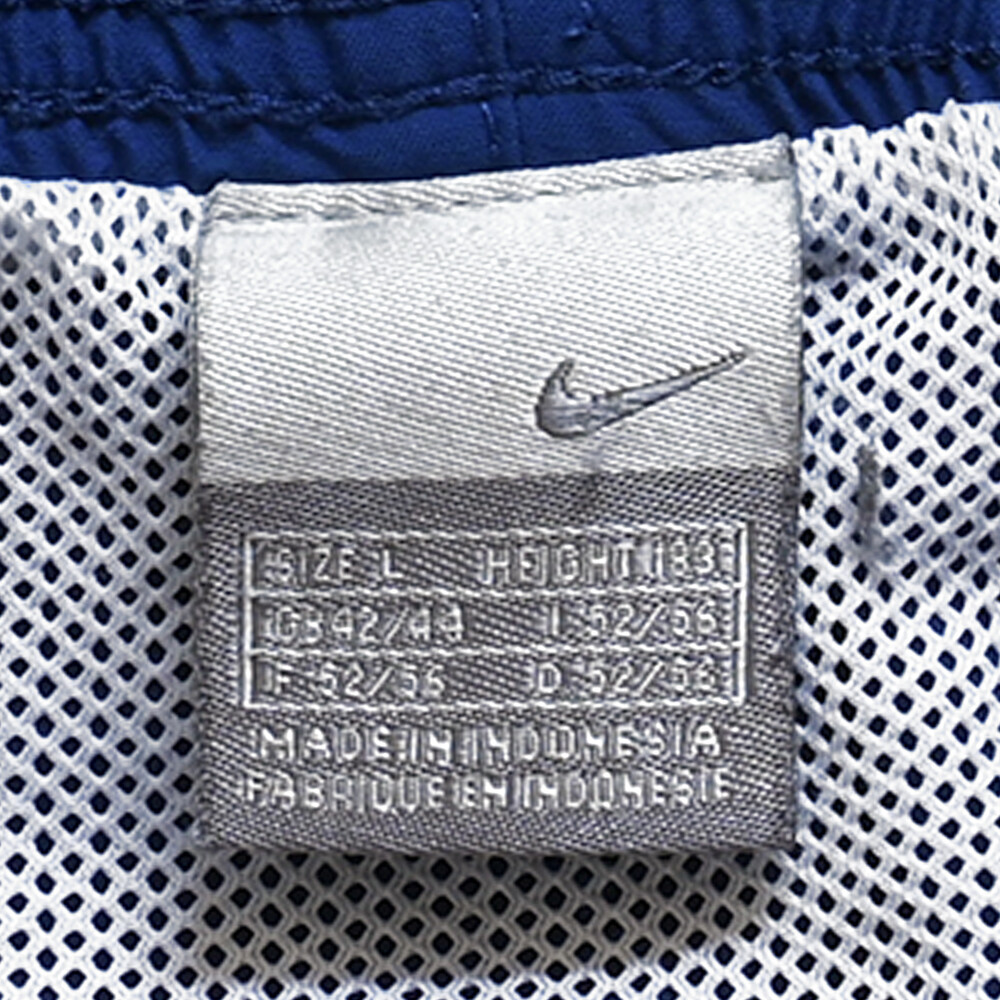 SIZE L HEIGHT 183
GB 42/44 I 52/56
F 52/56 D 52/56
MADE IN INDONESIA
FABRIQUE EN INDONESIE